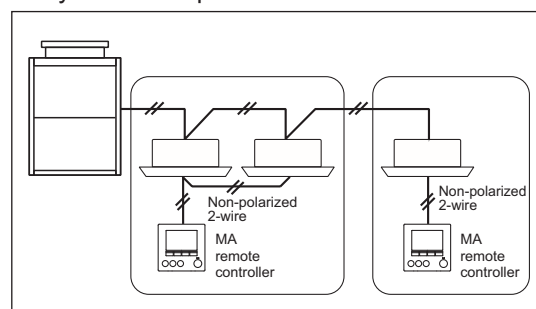 Non-polarized
2-wire
MA
remote
controller
Non-polarized
2-wire
MA
remote
controller